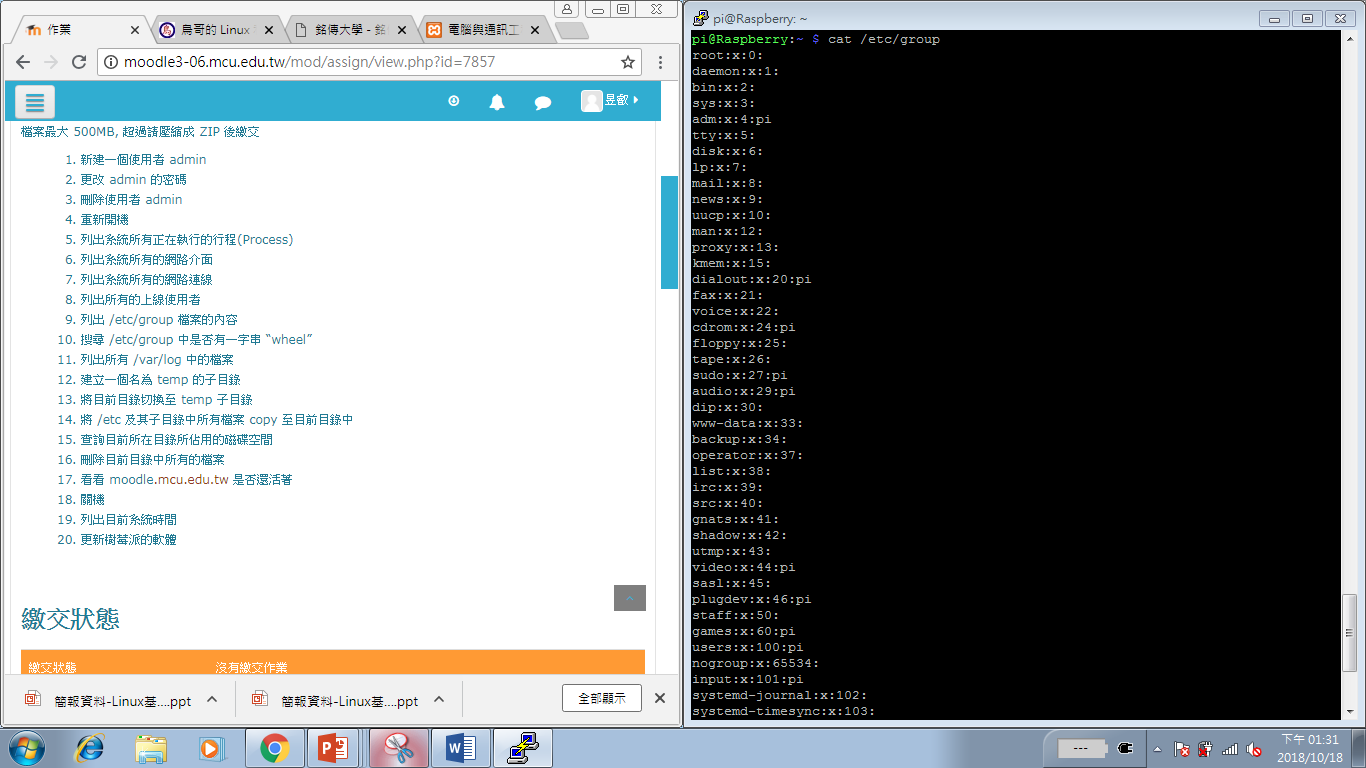 作業
鳥哥的 Linux
銘傳大學 - 銘
電腦與通訊工
moodle3-06.mcu.edu.tw/mod/assign/view.php?id=7857
昱叡
檔案最大 500MB, 超過請壓縮成 ZIP 後繳交
1. 新建一個使用者 admin
2. 更改 admin 的密碼
3. 刪除使用者 admin
4. 重新開機
5. 列出系統所有正在執行的行程(Process)
6. 列出系統所有的網路介面
7. 列出系統所有的網路連線
8. 列出所有的上線使用者
9. 列出 /etc/group 檔案的內容
10. 搜尋 /etc/group 中是否有一字串 “wheel”
11. 列出所有 /var/log 中的檔案
12. 建立一個名為 temp 的子目錄
13. 將目前目錄切換至 temp 子目錄
14. 將 /etc 及其子目錄中所有檔案 copy 至目前目錄中
15. 查詢目前所在目錄所佔用的磁碟空間
16. 刪除目前目錄中所有的檔案
17. 看看 moodle.mcu.edu.tw 是否還活著
18. 關機
19. 列出目前系統時間
20. 更新樹莓派的軟體
繳交狀態
繳交狀態 沒有繳交作業
簡報資料-Linux基....ppt
簡報資料-Linux基....ppt
全部顯示
pi@Raspberry: ~
pi@Raspberry:~ $ cat /etc/group
root:x:0:
daemon:x:1:
bin:x:2:
sys:x:3:
adm:x:4:pi
tty:x:5:
disk:x:6:
lp:x:7:
mail:x:8:
news:x:9:
uucp:x:10:
man:x:12:
proxy:x:13:
kmem:x:15:
dialout:x:20:pi
fax:x:21:
voice:x:22:
cdrom:x:24:pi
floppy:x:25:
tape:x:26:
sudo:x:27:pi
audio:x:29:pi
dip:x:30:
www-data:x:33:
backup:x:34:
operator:x:37:
list:x:38:
irc:x:39:
src:x:40:
gnats:x:41:
shadow:x:42:
utmp:x:43:
video:x:44:pi
sasl:x:45:
plugdev:x:46:pi
staff:x:50:
games:x:60:pi
users:x:100:pi
nogroup:x:65534:
input:x:101:pi
systemd-journal:x:102:
systemd-timesync:x:103:
---
下午 01:31
2018/10/18